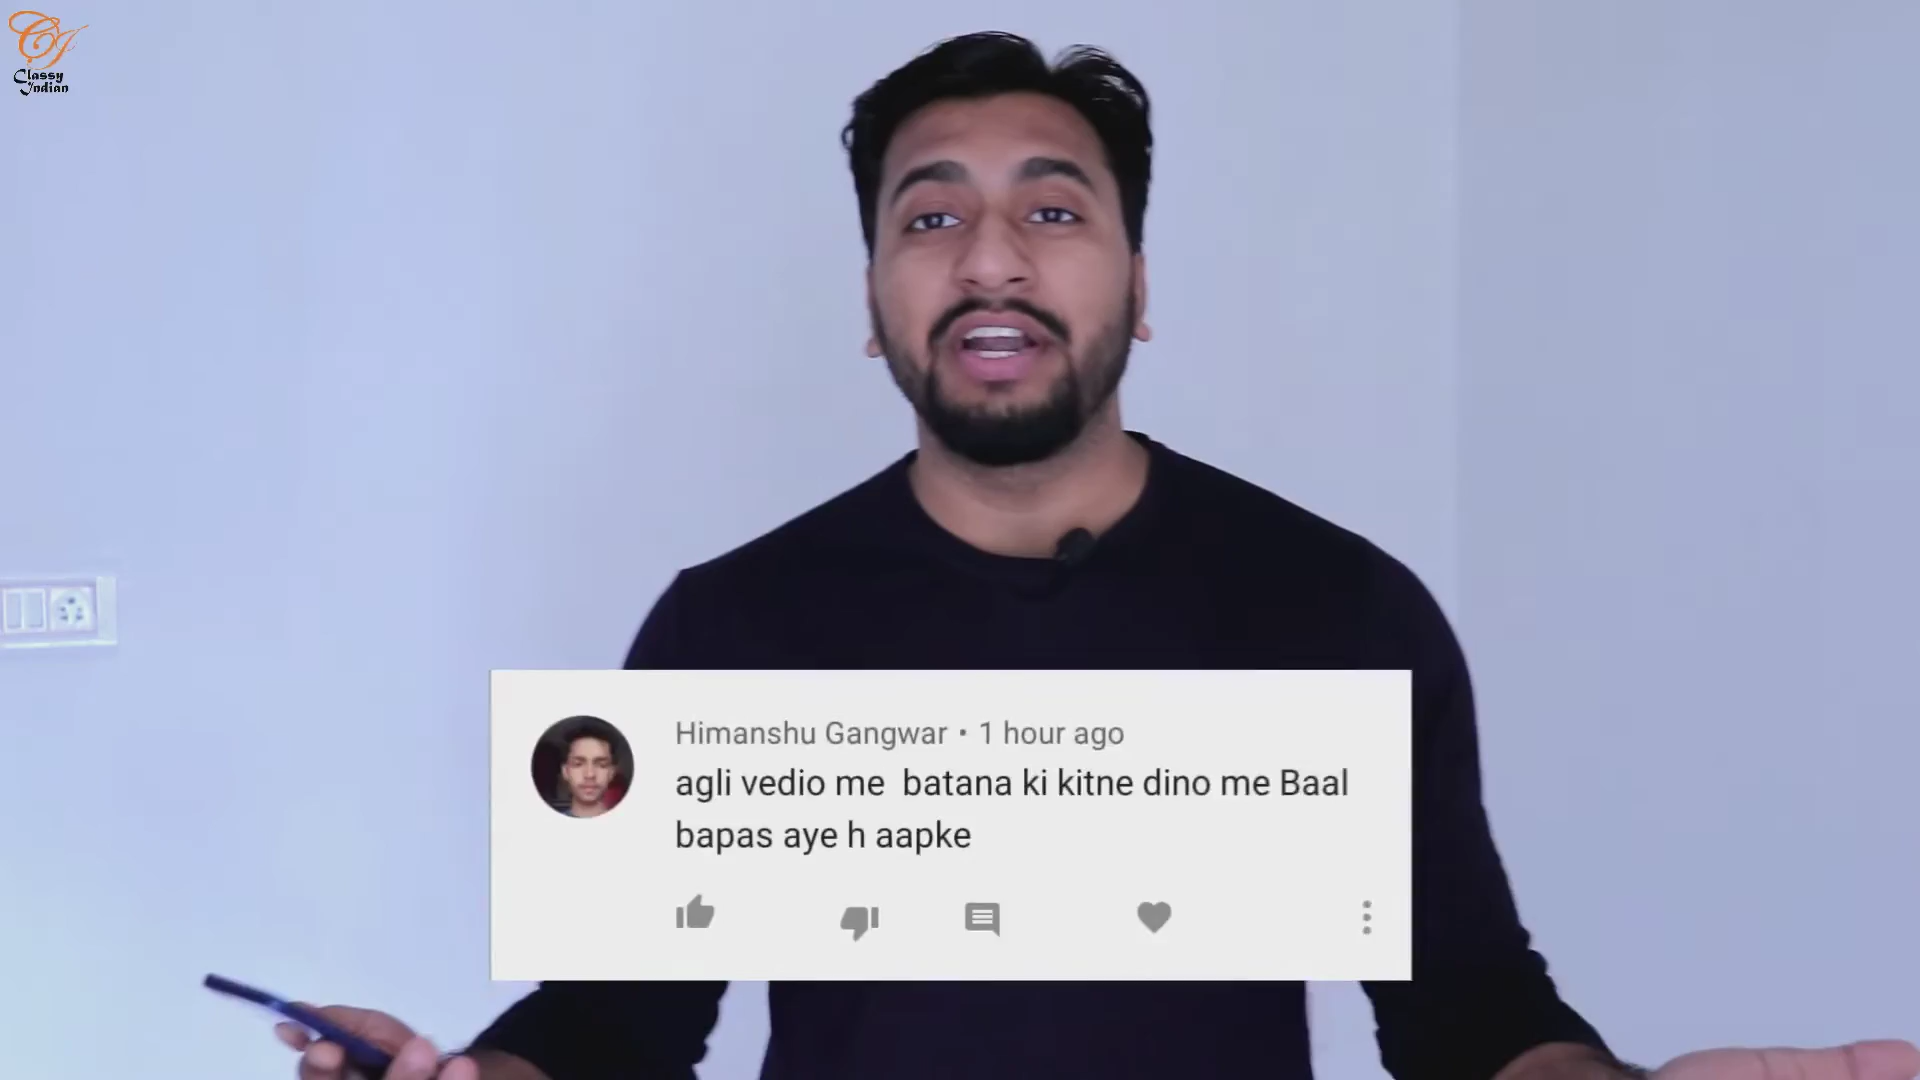 CI
Classy
Indian
Himanshu Gangwar • 1 hour ago
agli vedio me  batana ki kitne dino me Baal
bapas aye h aapke